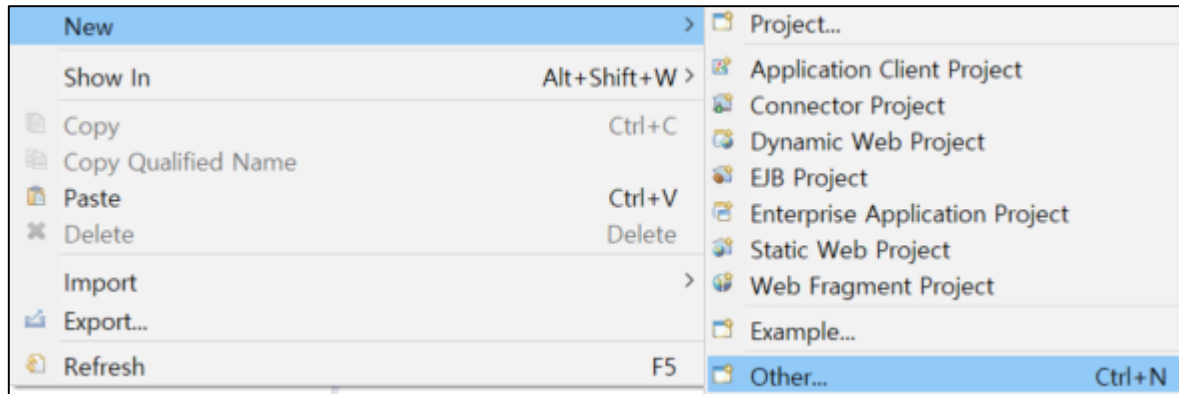 New >
Show In Alt+Shift+W >
Copy Ctrl+C
Copy Qualified Name
Paste Ctrl+V
Delete Delete
Import >
Export...
Refresh F5
Project...
Application Client Project
Connector Project
Dynamic Web Project
EJB Project
Enterprise Application Project
Static Web Project
Web Fragment Project
Example...
Other... Ctrl+N